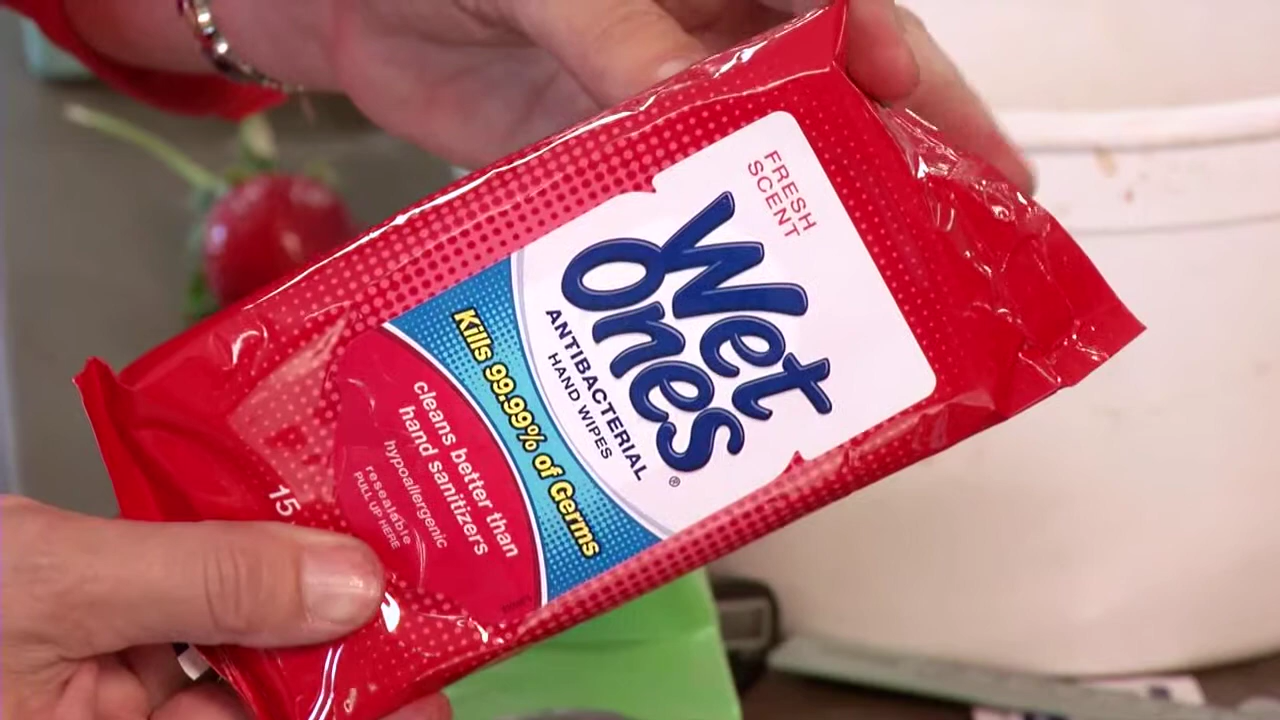 FRESH
SCENT
Wet
Ones®
ANTIBACTERIAL
HAND WIPES
Kills 99.99% of Germs
cleans better than
hand sanitizers
hypoallergenic
resealable
PULL UP HERE
15